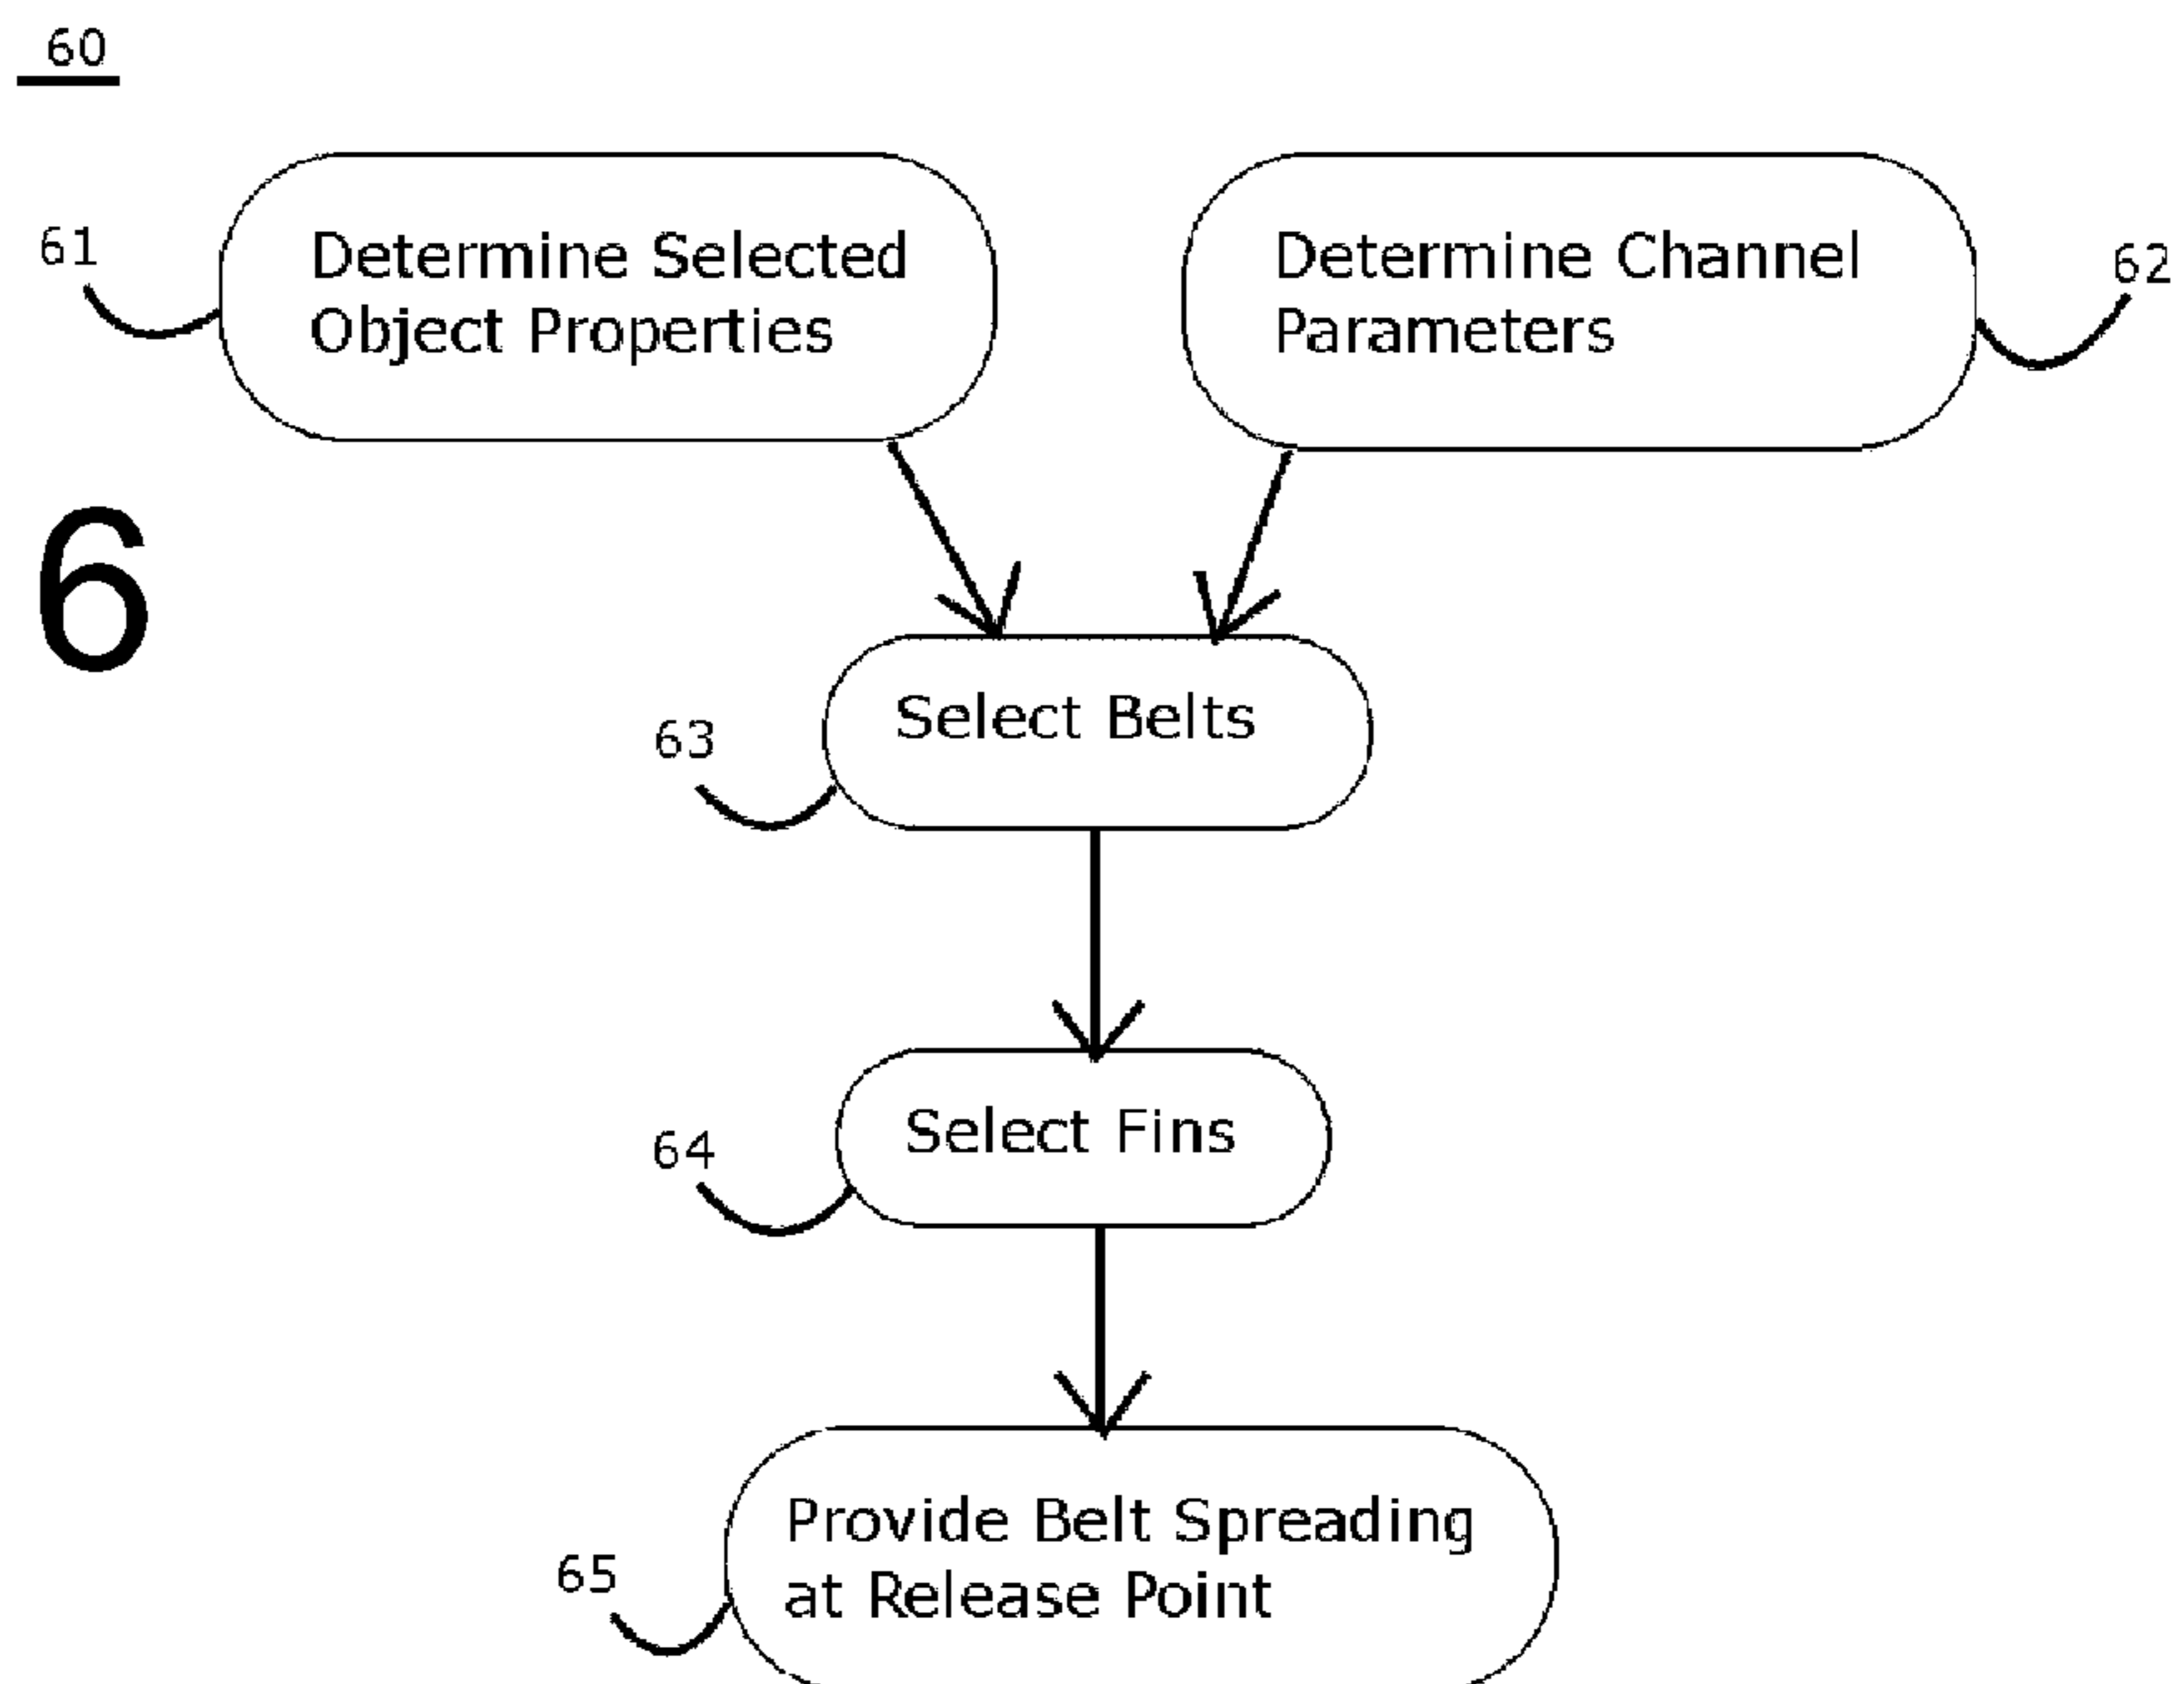 60
61
Determine Selected
Object Properties
Determine Channel
Parameters
62
6
63
Select Belts
64
Select Fins
65
Provide Belt Spreading
at Release Point